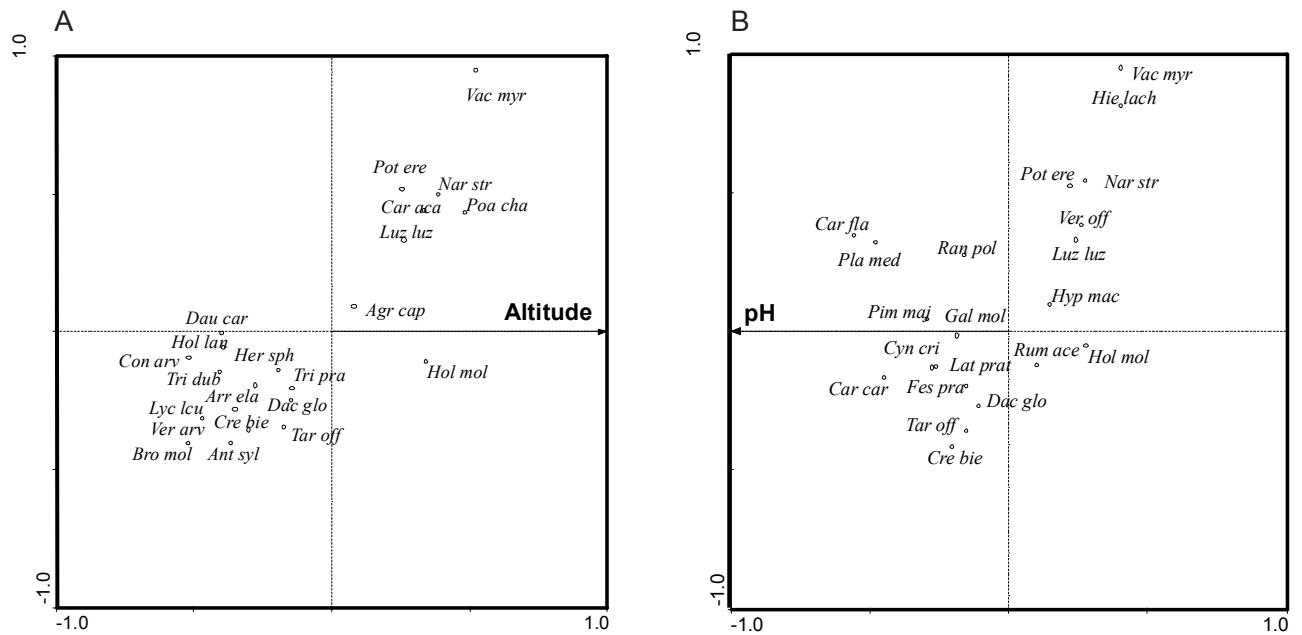 A
1.0
Vac myr
Pot ere
Nar str
Car aca
Poa cha
Luz luz
Agr cap
Altitude
Dau car
Hol lan
Con arv
Her sph
Hol mol
Tri dub
Tri pra
Arr ela
Lyc lcu
Dac glo
Ver arv
Cre bie
Tar off
Bro mol
Ant syl
-1.0
-1.0
1.0
B
1.0
Vac myr
Hie lach
Pot ere
Nar str
Car fla
Ver off
Ran pol
Pla med
Luz luz
Hyp mac
Pim maj
Gal mol
pH
Cyn cri
Rum ace
Hol mol
Lat prat
Car car
Fes pra
Dac glo
Tar off
Cre bie
-1.0
-1.0
1.0